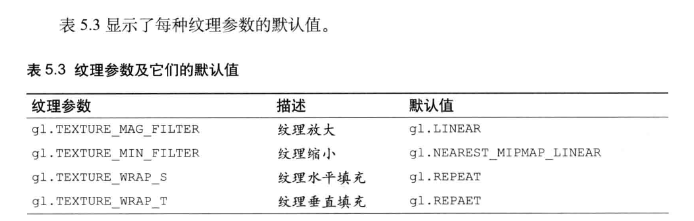 表 5.3 显示了每种纹理参数的默认值。
表 5.3 纹理参数及它们的默认值
纹理参数 描述 默认值
gl.TEXTURE_MAG_FILTER 纹理放大 gl.LINEAR
gl.TEXTURE_MIN_FILTER 纹理缩小 gl.NEAREST_MIPMAP_LINEAR
gl.TEXTURE_WRAP_S 纹理水平填充 gl.REPEAT
gl.TEXTURE_WRAP_T 纹理垂直填充 gl.REPAET